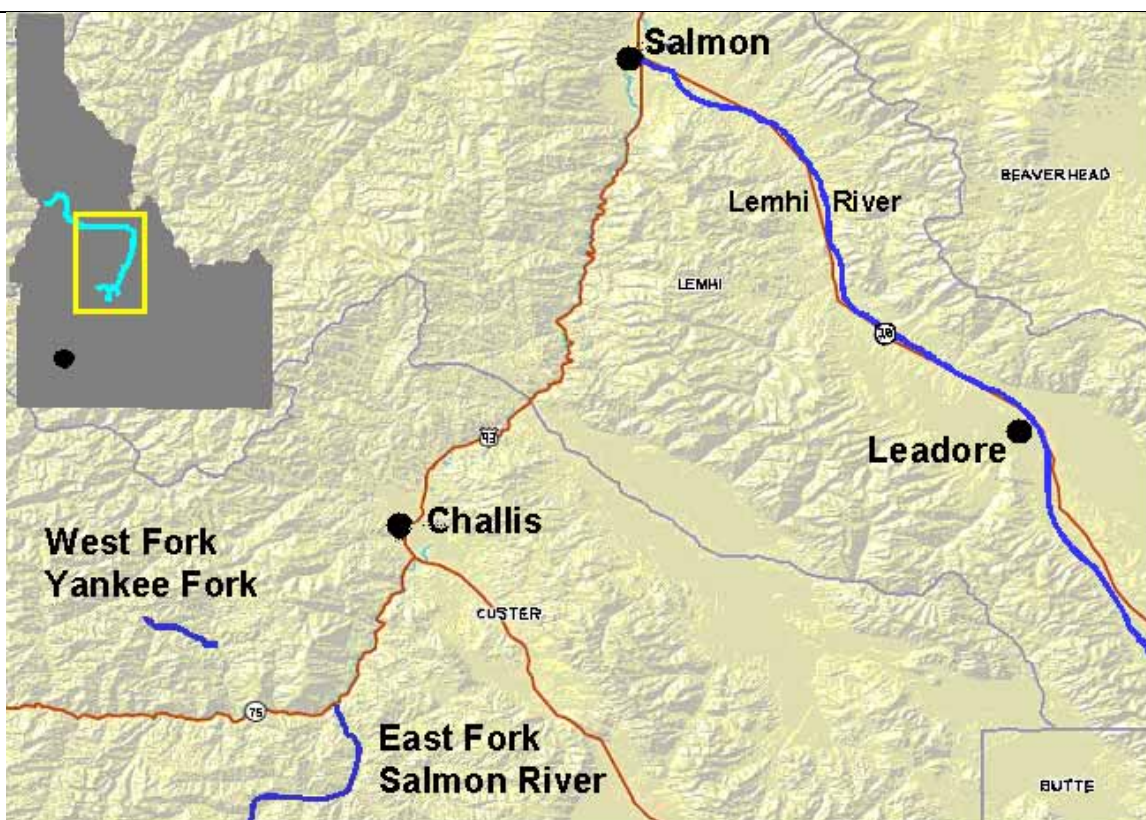 Salmon
BEAVERHEAD
Lemhi River
LEMHI
Leadore
93
Challis
West Fork
Yankee Fork
CUSTER
75
East Fork
Salmon River
BUTTE